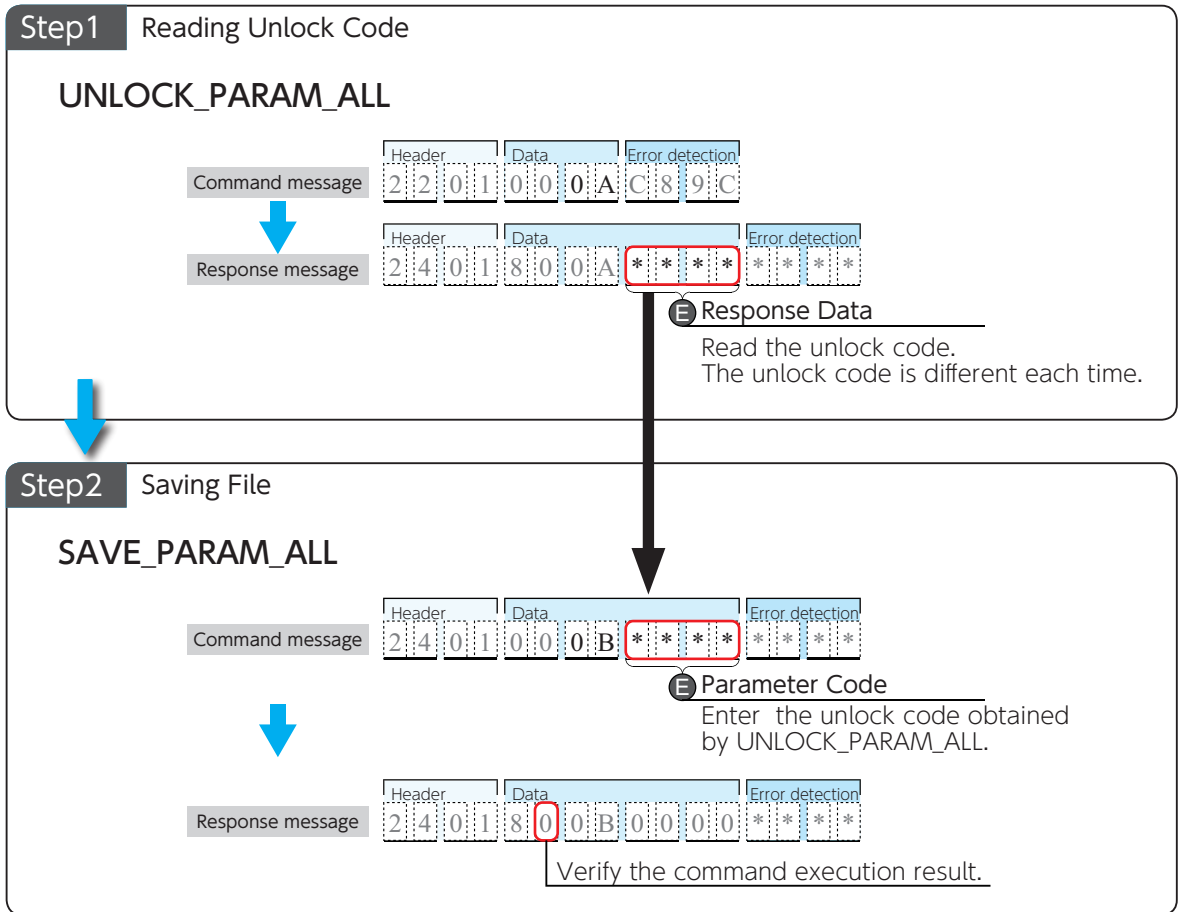 Step1 Reading Unlock Code
UNLOCK_PARAM_ALL
Header Data Error detection
Command message 2 2 0 1 0 0 0 A C 8 9 C
Header Data Error detection
Response message 2 4 0 1 8 0 0 A * * * * * * * *
E Response Data
Read the unlock code.
The unlock code is different each time.
Step2 Saving File
SAVE_PARAM_ALL
Header Data Error detection
Command message 2 4 0 1 0 0 0 B * * * * * * * *
E Parameter Code
Enter the unlock code obtained
by UNLOCK_PARAM_ALL.
Header Data Error detection
Response message 2 4 0 1 8 0 0 B 0 0 0 0 * * * *
Verify the command execution result.